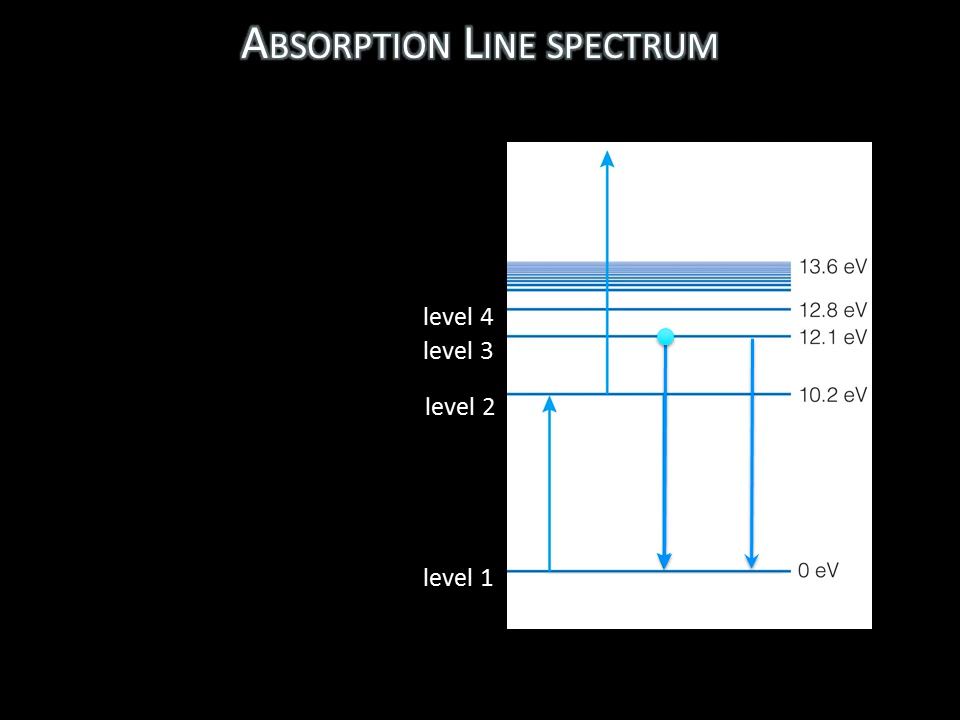 ABSORPTION LINE SPECTRUM
13.6 eV
level 4
12.8 eV
level 3
12.1 eV
level 2
10.2 eV
level 1
0 eV